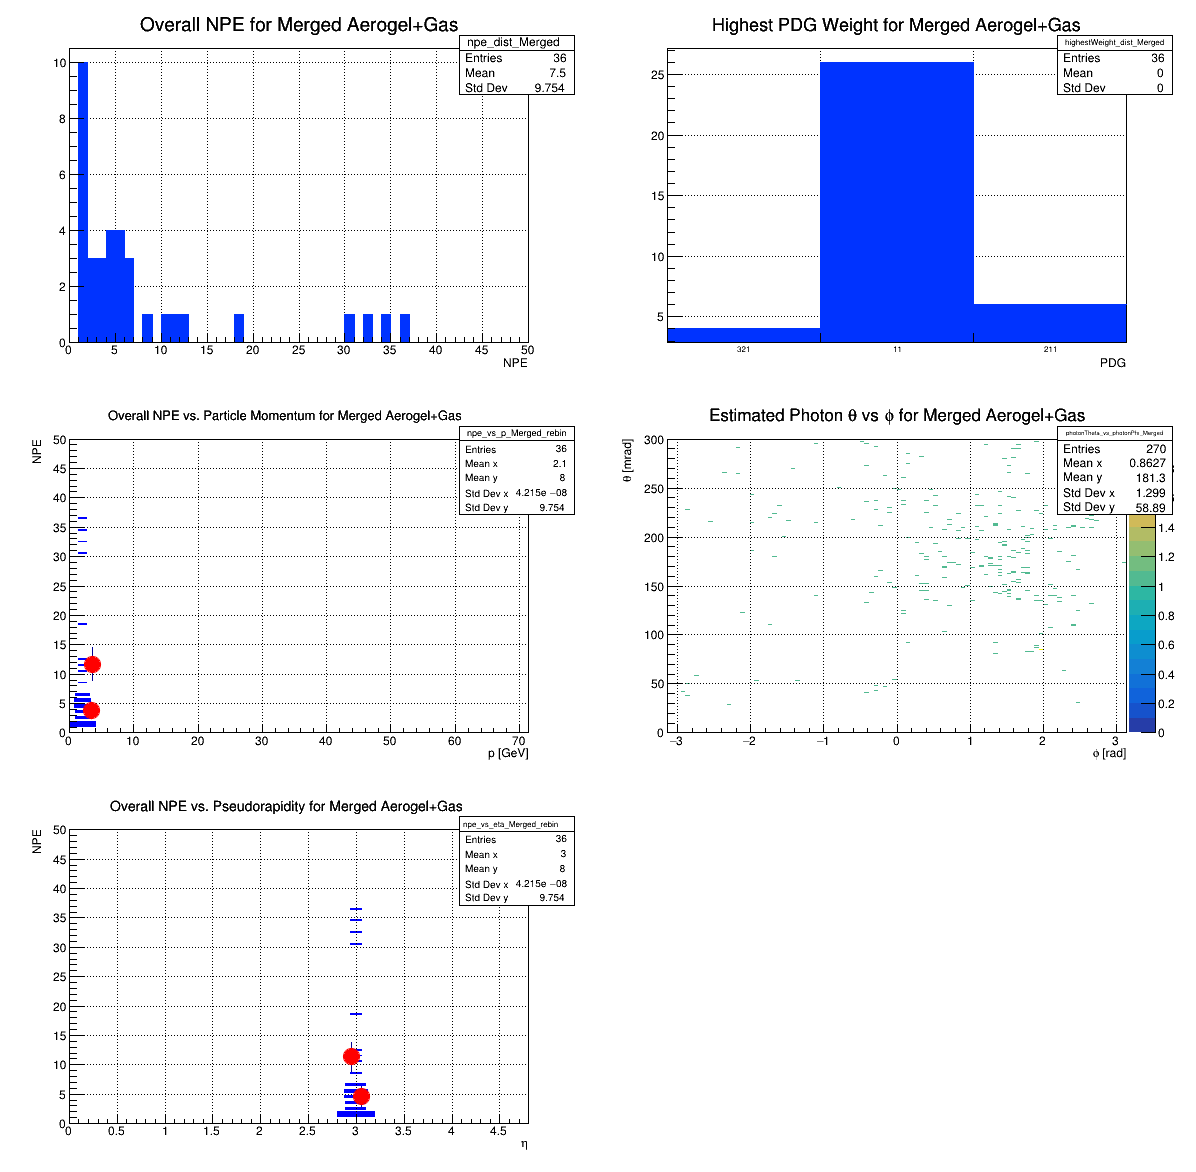 Overall NPE for Merged Aerogel+Gas
npe_dist_Merged
Entries 36
Mean 7.5
Std Dev 9.754
10
8
6
4
2
0
0 5 10 15 20 25 30 35 40 45 50
NPE
Highest PDG Weight for Merged Aerogel+Gas
highestWeight_dist_Merged
Entries 36
Mean 0
Std Dev 0
25
20
15
10
5
321 11 211
PDG
Overall NPE vs. Particle Momentum for Merged Aerogel+Gas
npe_vs_p_Merged_rebin
Entries 36
Mean x 2.1
Mean y 8
Std Dev x 4.215e −08
Std Dev y 9.754
NPE
50
45
40
35
30
25
20
15
10
5
0
0 10 20 30 40 50 60 70
p [GeV]
Estimated Photon θ vs ϕ for Merged Aerogel+Gas
photonTheta_vs_photonPhi_Merged
Entries 270
Mean x 0.8627
Mean y 181.3
Std Dev x 1.299
Std Dev y 58.89
θ [mrad]
300
250
200
150
100
50
0
−3 −2 −1 0 1 2 3
ϕ [rad]
1.4
1.2
1
0.8
0.6
0.4
0.2
0
Overall NPE vs. Pseudorapidity for Merged Aerogel+Gas
npe_vs_eta_Merged_rebin
Entries 36
Mean x 3
Mean y 8
Std Dev x 4.215e −08
Std Dev y 9.754
NPE
50
45
40
35
30
25
20
15
10
5
0
0 0.5 1 1.5 2 2.5 3 3.5 4 4.5
η